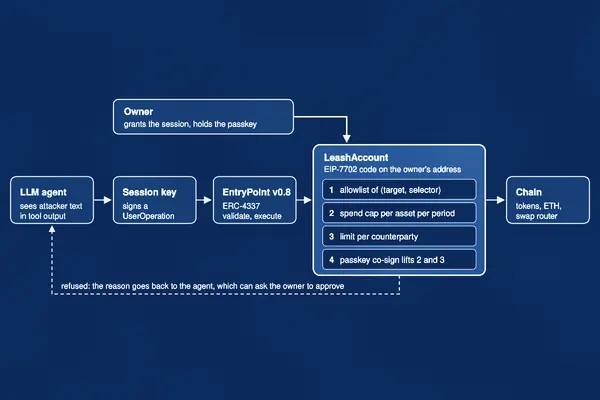 Owner
grants the session, holds the passkey
LLM agent
sees attacker text
in tool output
Session key
signs a
UserOperation
EntryPoint v0.8
ERC-4337
validate, execute
LeashAccount
EIP-7702 code on the owner's address
1 allowlist of (target, selector)
2 spend cap per asset per period
3 limit per counterparty
4 passkey co-sign lifts 2 and 3
Chain
tokens, ETH,
swap router
refused: the reason goes back to the agent, which can ask the owner to approve